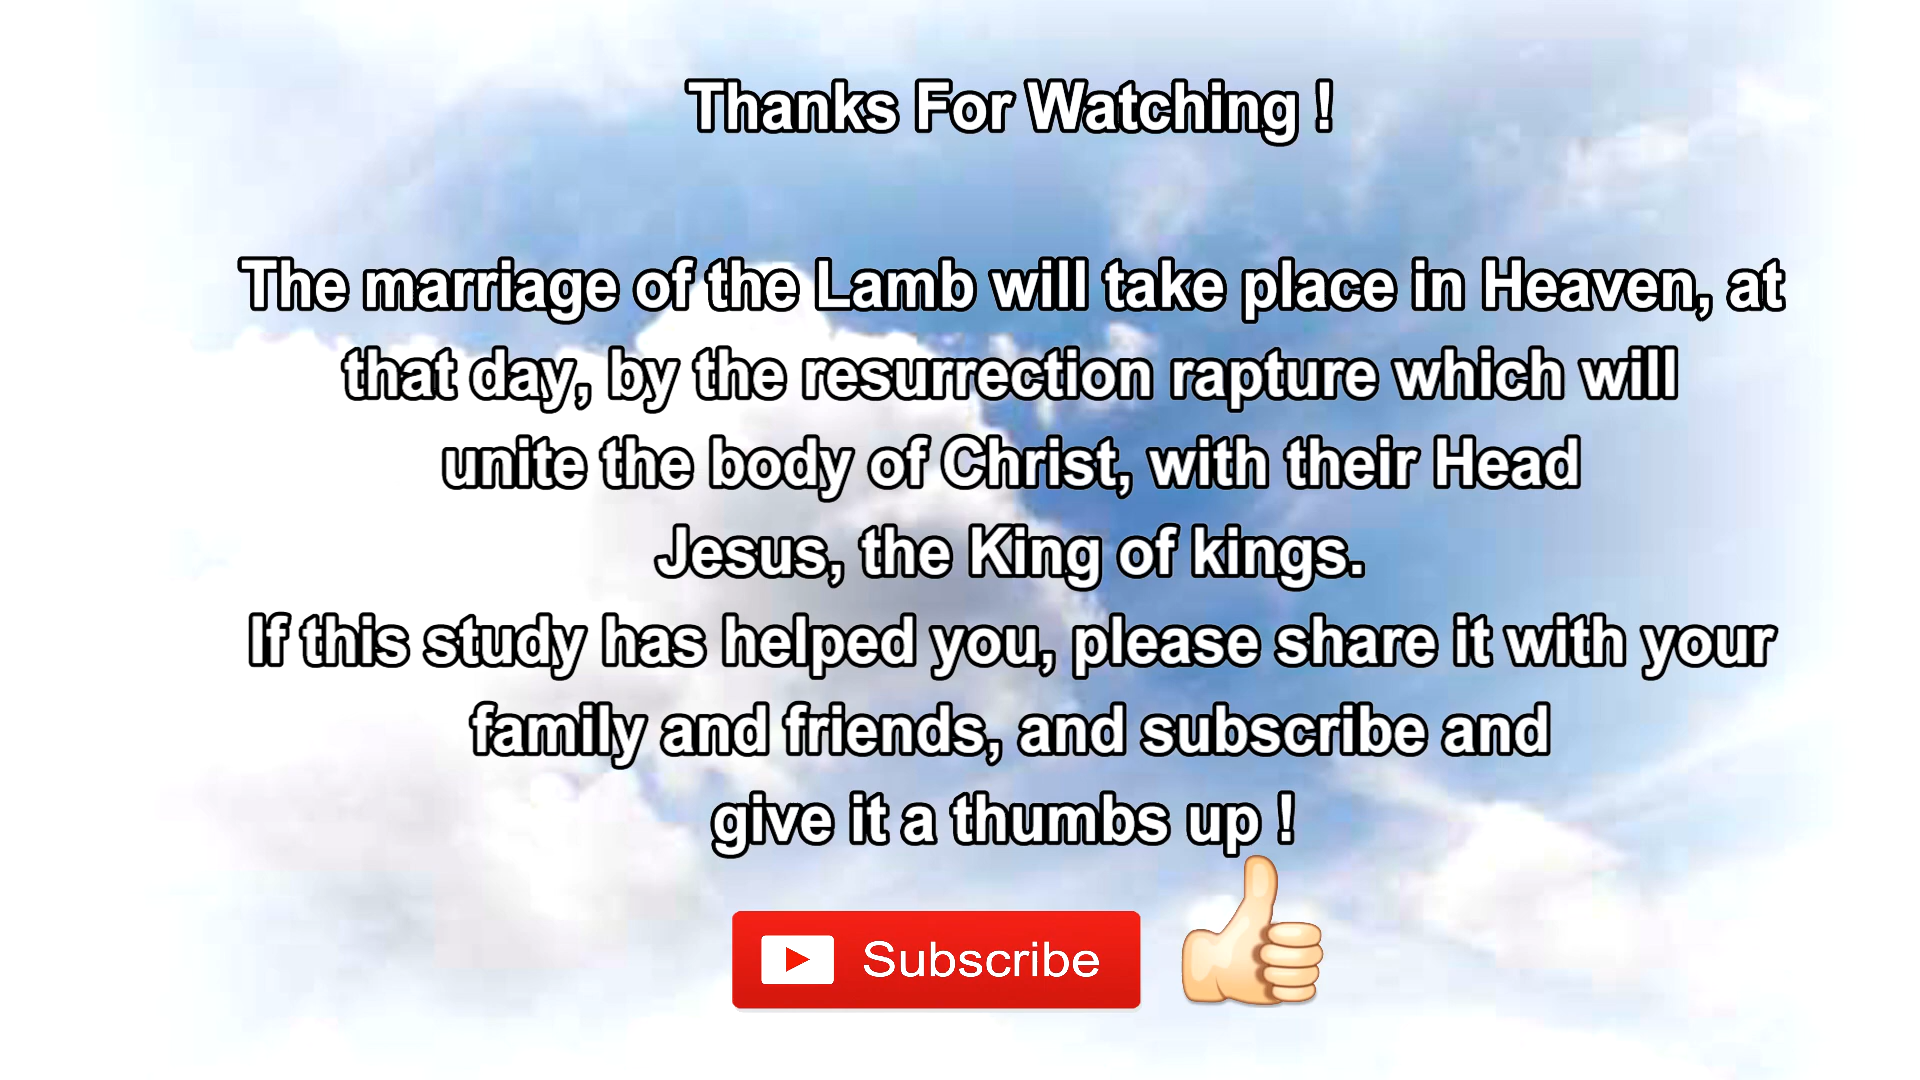 Thanks For Watching !
The marriage of the Lamb will take place in Heaven, at
that day, by the resurrection rapture which will
unite the body of Christ, with their Head
Jesus, the King of kings.
If this study has helped you, please share it with your
family and friends, and subscribe and
give it a thumbs up !
Subscribe